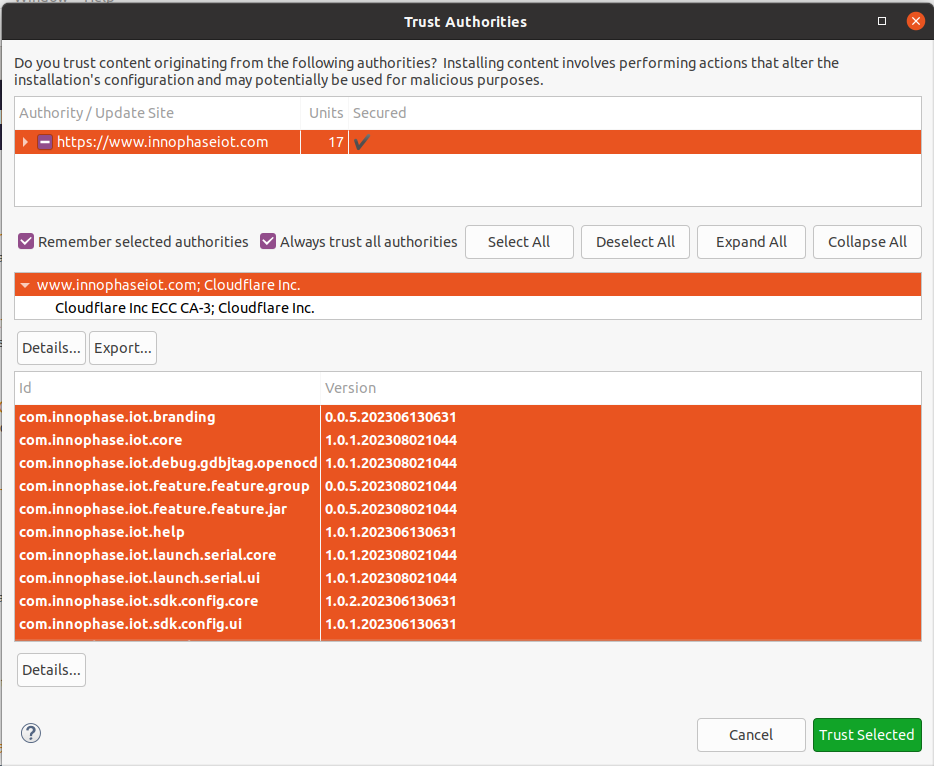 Trust Authorities
Do you trust content originating from the following authorities?  Installing content involves performing actions that alter the
installation's configuration and may potentially be used for malicious purposes.
Authority / Update Site Units Secured
https://www.innophaseiot.com 17
Remember selected authorities Always trust all authorities Select All Deselect All Expand All Collapse All
www.innophaseiot.com; Cloudflare Inc.
Cloudflare Inc ECC CA-3; Cloudflare Inc.
Details... Export...
Id Version
com.innophase.iot.branding 0.0.5.202306130631
com.innophase.iot.core 1.0.1.202308021044
com.innophase.iot.debug.gdbjtag.openocd 1.0.1.202308021044
com.innophase.iot.feature.feature.group 0.0.5.202308021044
com.innophase.iot.feature.feature.jar 0.0.5.202308021044
com.innophase.iot.help 1.0.1.202306130631
com.innophase.iot.launch.serial.core 1.0.1.202308021044
com.innophase.iot.launch.serial.ui 1.0.1.202308021044
com.innophase.iot.sdk.config.core 1.0.2.202306130631
com.innophase.iot.sdk.config.ui 1.0.1.202306130631
Details...
? Cancel Trust Selected